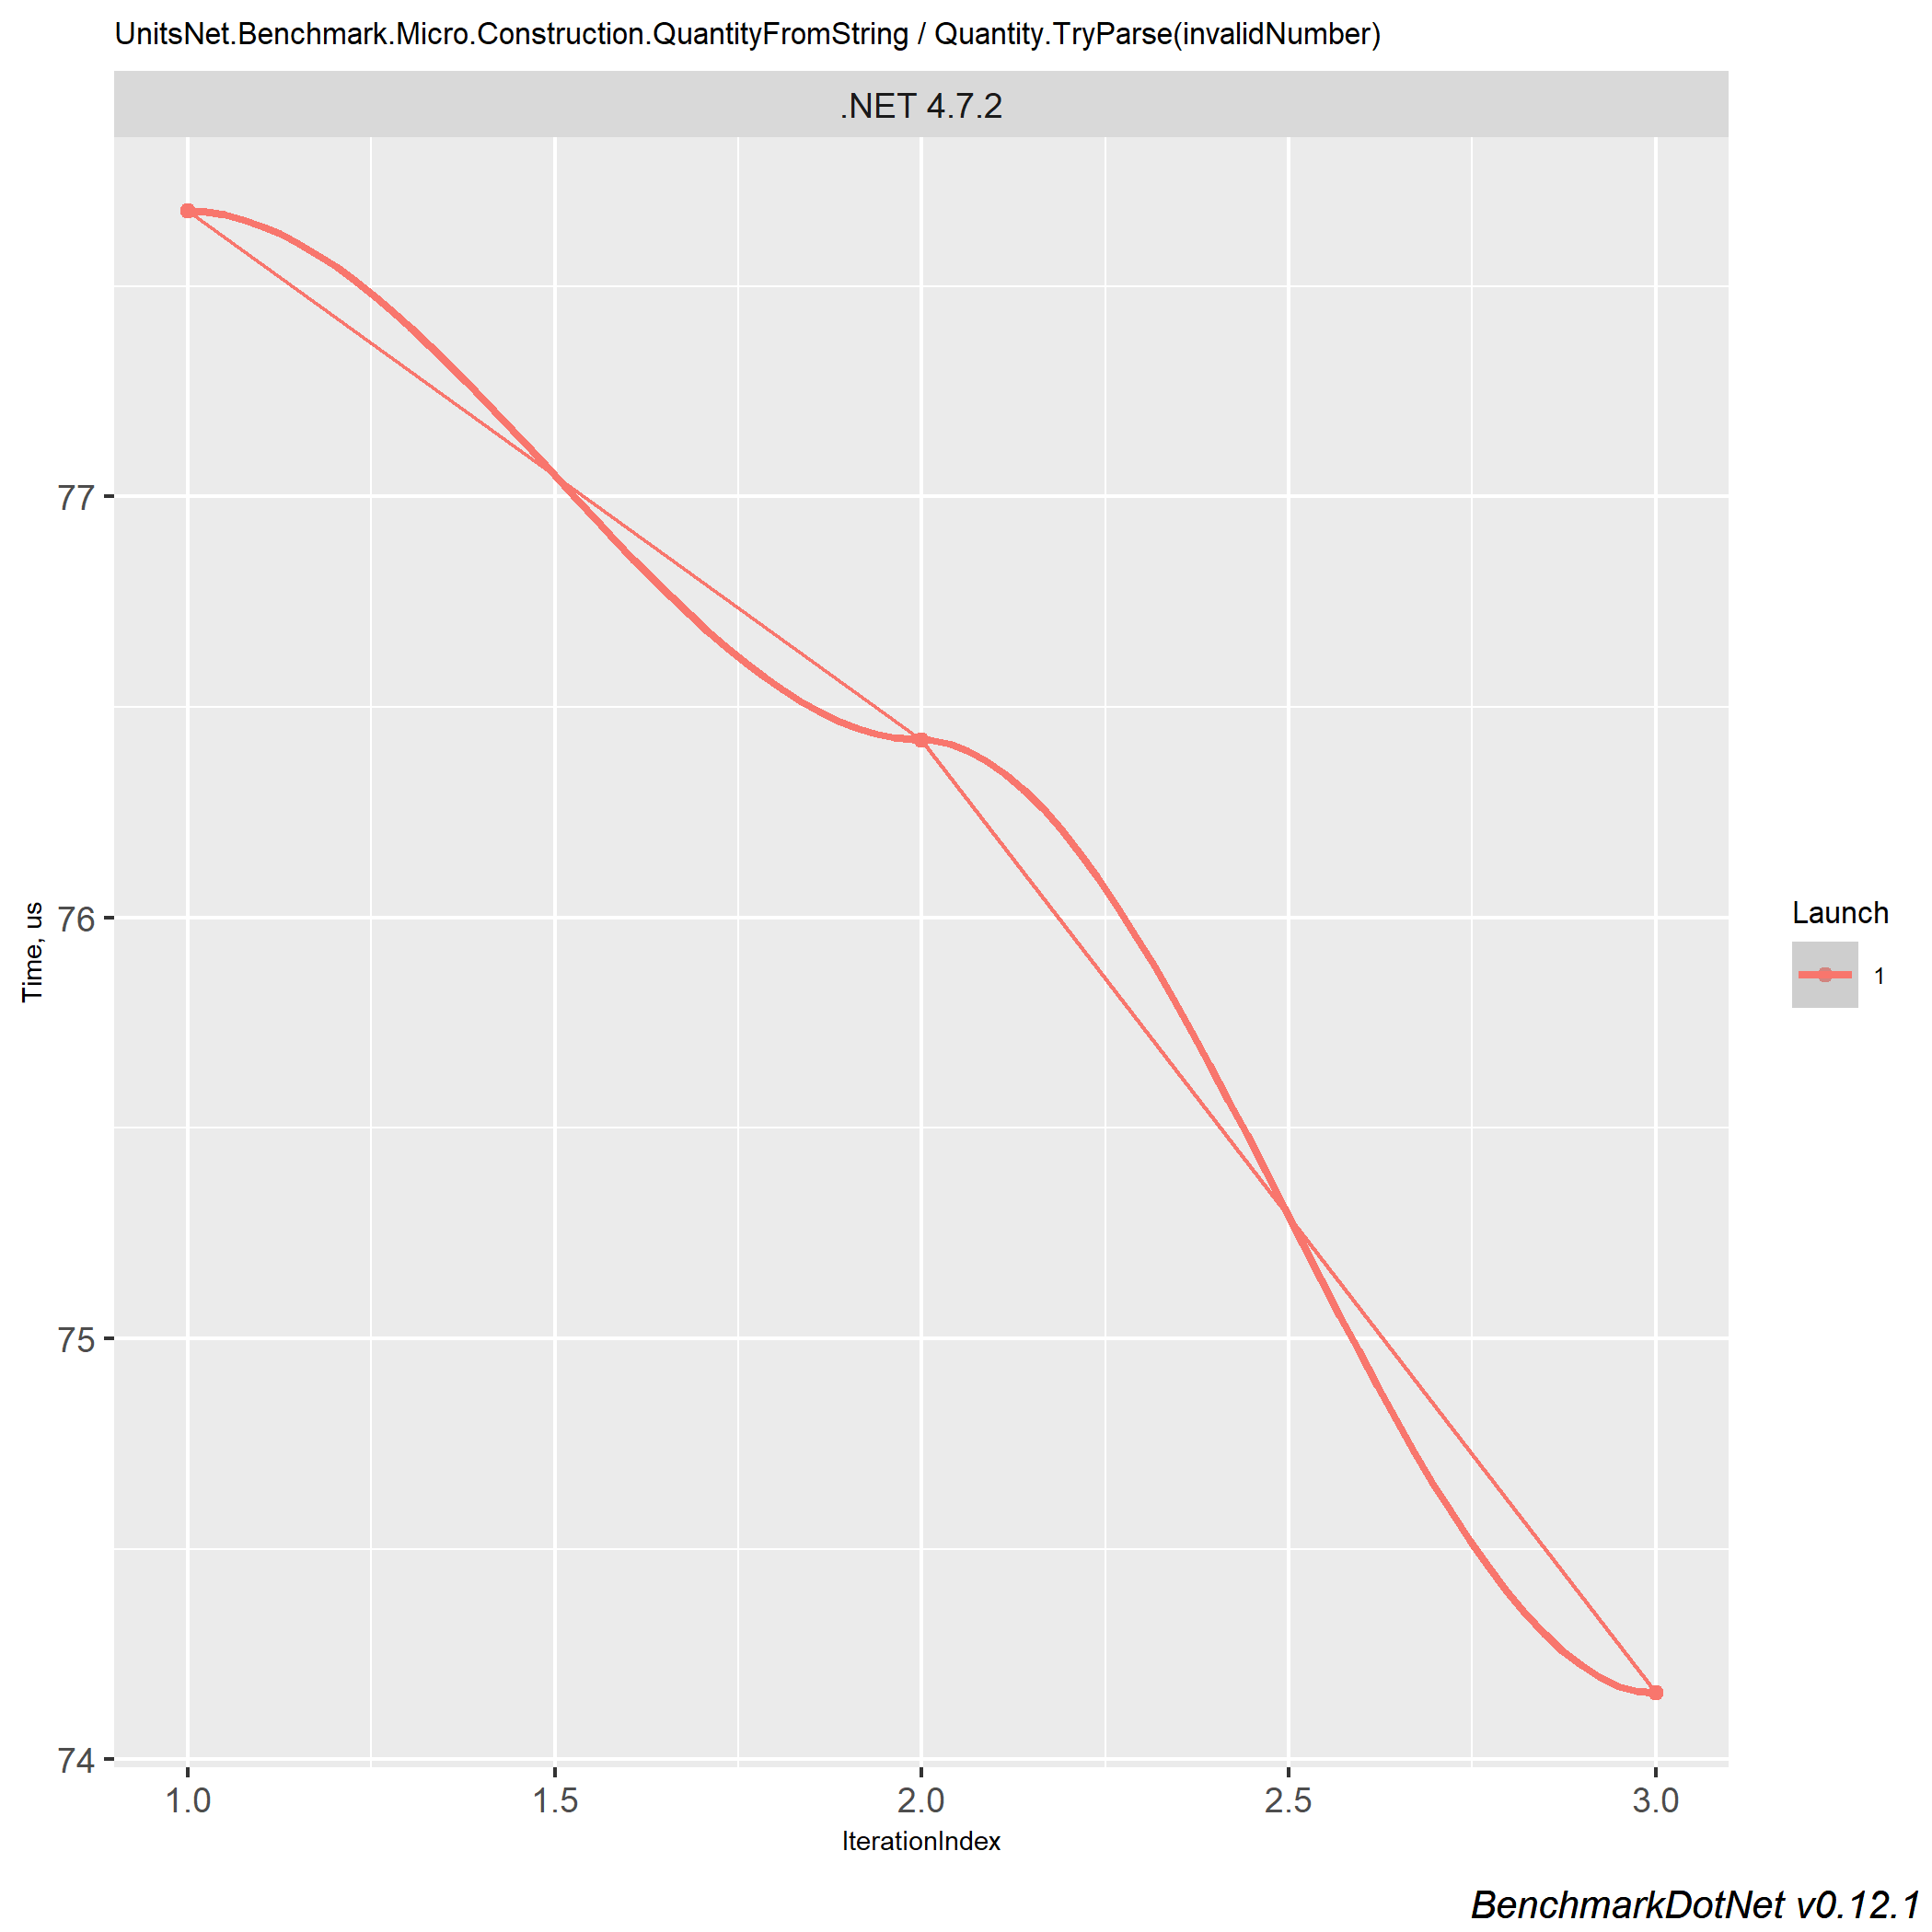 UnitsNet.Benchmark.Micro.Construction.QuantityFromString / Quantity.TryParse(invalidNumber)
.NET 4.7.2
77
76
75
74
Time, us
1.0 1.5 2.0 2.5 3.0
IterationIndex
Launch
1
BenchmarkDotNet v0.12.1